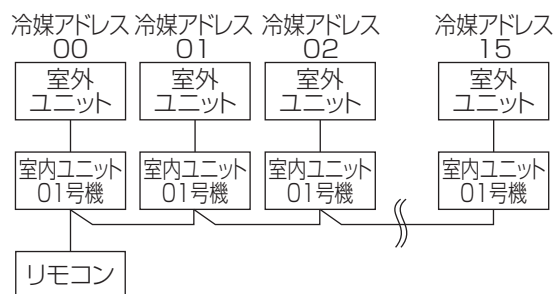 冷媒アドレス 冷媒アドレス 冷媒アドレス 冷媒アドレス
00 01 02 15
室外 室外 室外 室外
ユニット ユニット ユニット ユニット
室内ユニット 室内ユニット 室内ユニット 室内ユニット
01号機 01号機 01号機 01号機
リモコン